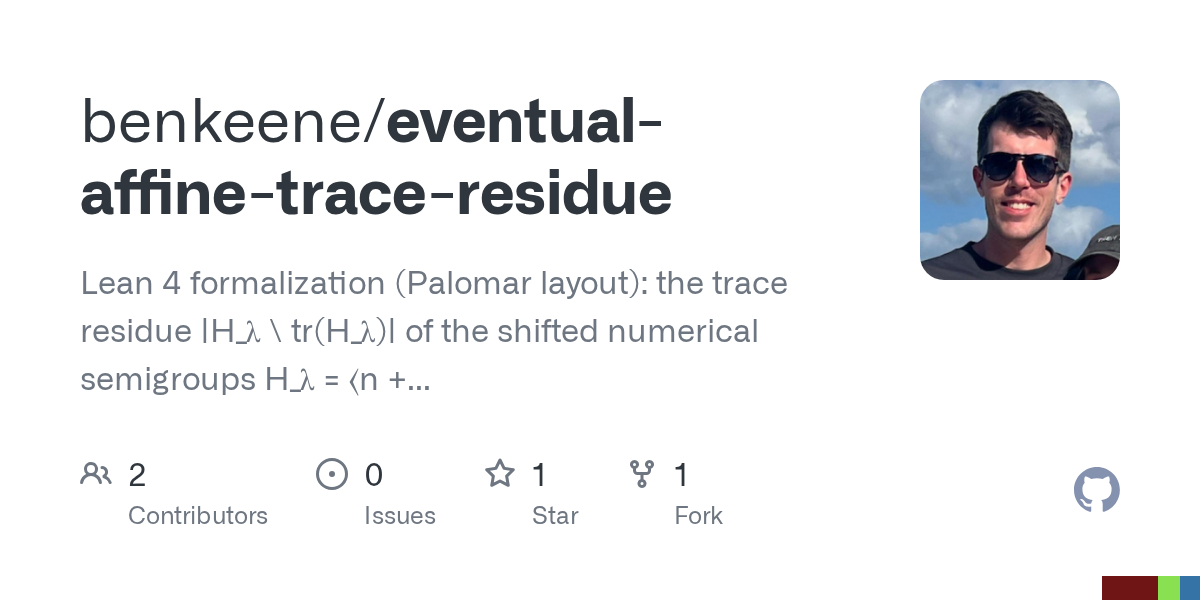 benkeene/eventual-
affine-trace-residue
Lean 4 formalization (Palomar layout): the trace
residue |H_λ \ tr(H_λ)| of the shifted numerical
semigroups H_λ = ⟨n +...
2 0 1 1
Contributors Issues Star Fork